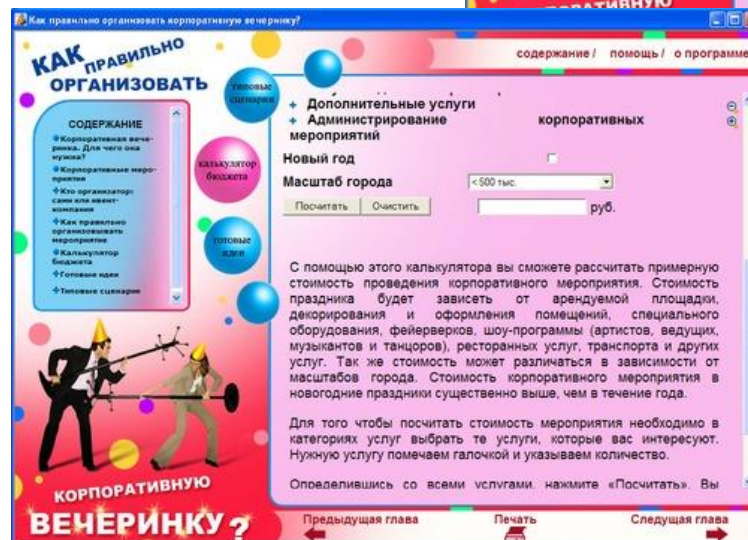 ПОРАТИВНУЮ
Как правильно организовать корпоративную вечеринку?
КАК ПРАВИЛЬНО
ОРГАНИЗОВАТЬ
содержание / помощь / о программе
типовые
сценарии
калькулятор
бюджета
готовые
идеи
СОДЕРЖАНИЕ
Корпоративная вече-
ринка. Для чего она
нужна?
Корпоративные меро-
приятия
Кто организатор:
сами или ивент-
компания
Как правильно
организовывать
мероприятие
Калькулятор
бюджета
Готовые идеи
Типовые сценарии
+ Дополнительные услуги
+ Администрирование корпоративных
мероприятий
Новый год
Масштаб города < 500 тыс.
Посчитать Очистить руб.
С помощью этого калькулятора вы сможете рассчитать примерную
стоимость проведения корпоративного мероприятия. Стоимость
праздника будет зависеть от арендуемой площадки,
декорирования и оформления помещений, специального
оборудования, фейерверков, шоу-программы (артистов, ведущих,
музыкантов и танцоров), ресторанных услуг, транспорта и других
услуг. Так же стоимость может различаться в зависимости от
масштабов города. Стоимость корпоративного мероприятия в
новогодние праздники существенно выше, чем в течение года.
Для того чтобы посчитать стоимость мероприятия необходимо в
категориях услуг выбрать те услуги, которые вас интересуют.
Нужную услугу помечаем галочкой и указываем количество.
Определившись со всеми услугами, нажмите «Посчитать». Вы
КОРПОРАТИВНУЮ
ВЕЧЕРИНКУ?
Предыдущая глава Печать Следущая глава